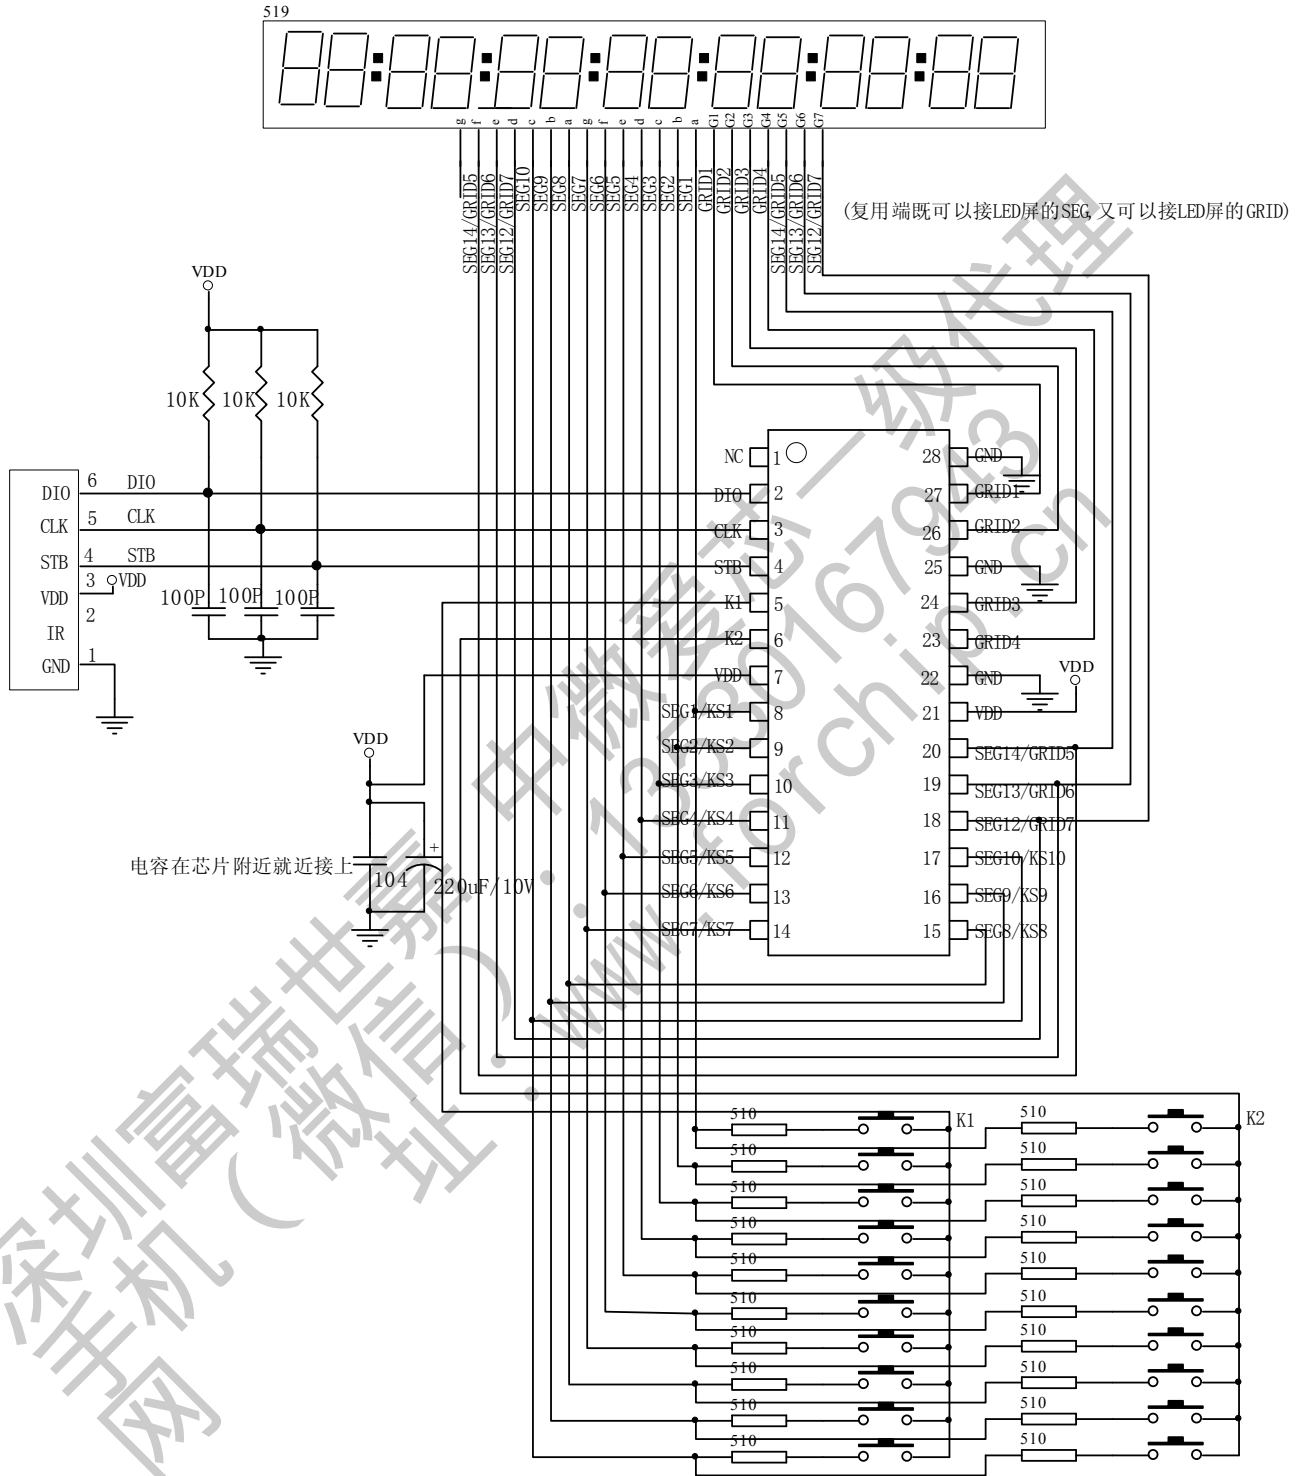 519
g f e d c b a g f e d c b a G1 G2 G3 G4 G5 G6 G7
SEG14/GRID5
SEG13/GRID6
SEG12/GRID7
SEG10
SEG9
SEG8
SEG7
SEG6
SEG5
SEG4
SEG3
SEG2
SEG1
GRID1
GRID2
GRID3
GRID4
SEG14/GRID5
SEG13/GRID6
SEG12/GRID7
(复用端既可以接LED屏的SEG,又可以接LED屏的GRID)
VDD
10K 10K 10K
DIO 6 DIO
CLK 5 CLK
STB 4 STB
VDD 3 VDD
IR 2
GND 1
100P 100P 100P
NC 1
DIO 2
CLK 3
STB 4
K1 5
K2 6
VDD 7
SEG1/KS1 8
SEG2/KS2 9
SEG3/KS3 10
SEG4/KS4 11
SEG5/KS5 12
SEG6/KS6 13
SEG7/KS7 14
28 GND
27 GRID1
26 GRID2
25 GND
24 GRID3
23 GRID4
22 GND
21 VDD
VDD
20 SEG14/GRID5
19 SEG13/GRID6
18 SEG12/GRID7
17 SEG10/KS10
16 SEG9/KS9
15 SEG8/KS8
VDD
电容在芯片附近就近接上
104
+
220uF/10V
K1
K2
510 510
510 510
510 510
510 510
510 510
510 510
510 510
510 510
510 510
510 510
深圳富瑞世嘉 中微爱芯一级代理
手机（微信）：13530167943
网址：www.forchip.cn